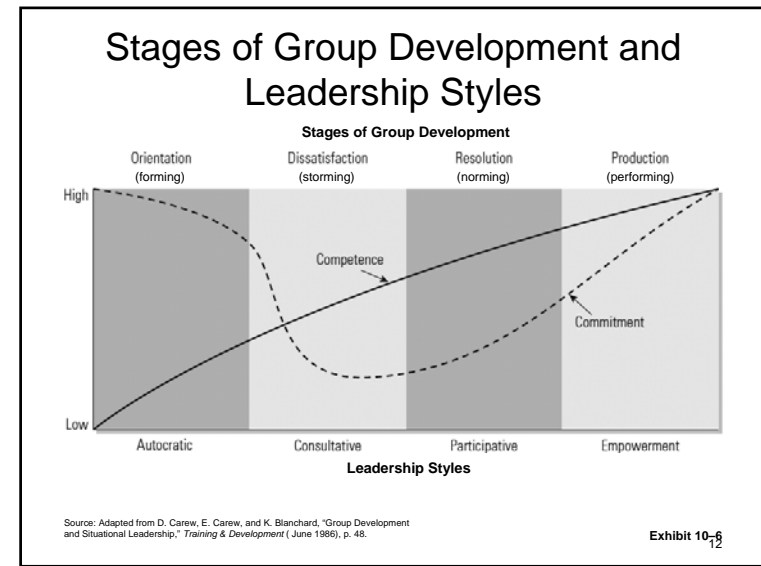 Stages of Group Development and
Leadership Styles
Stages of Group Development
Orientation Dissatisfaction Resolution Production
(forming) (storming) (norming) (performing)
High
Competence
Commitment
Low
Autocratic Consultative Participative Empowerment
Leadership Styles
Source: Adapted from D. Carew, E. Carew, and K. Blanchard, “Group Development
and Situational Leadership,” Training & Development ( June 1986), p. 48.
Exhibit 10–6
12